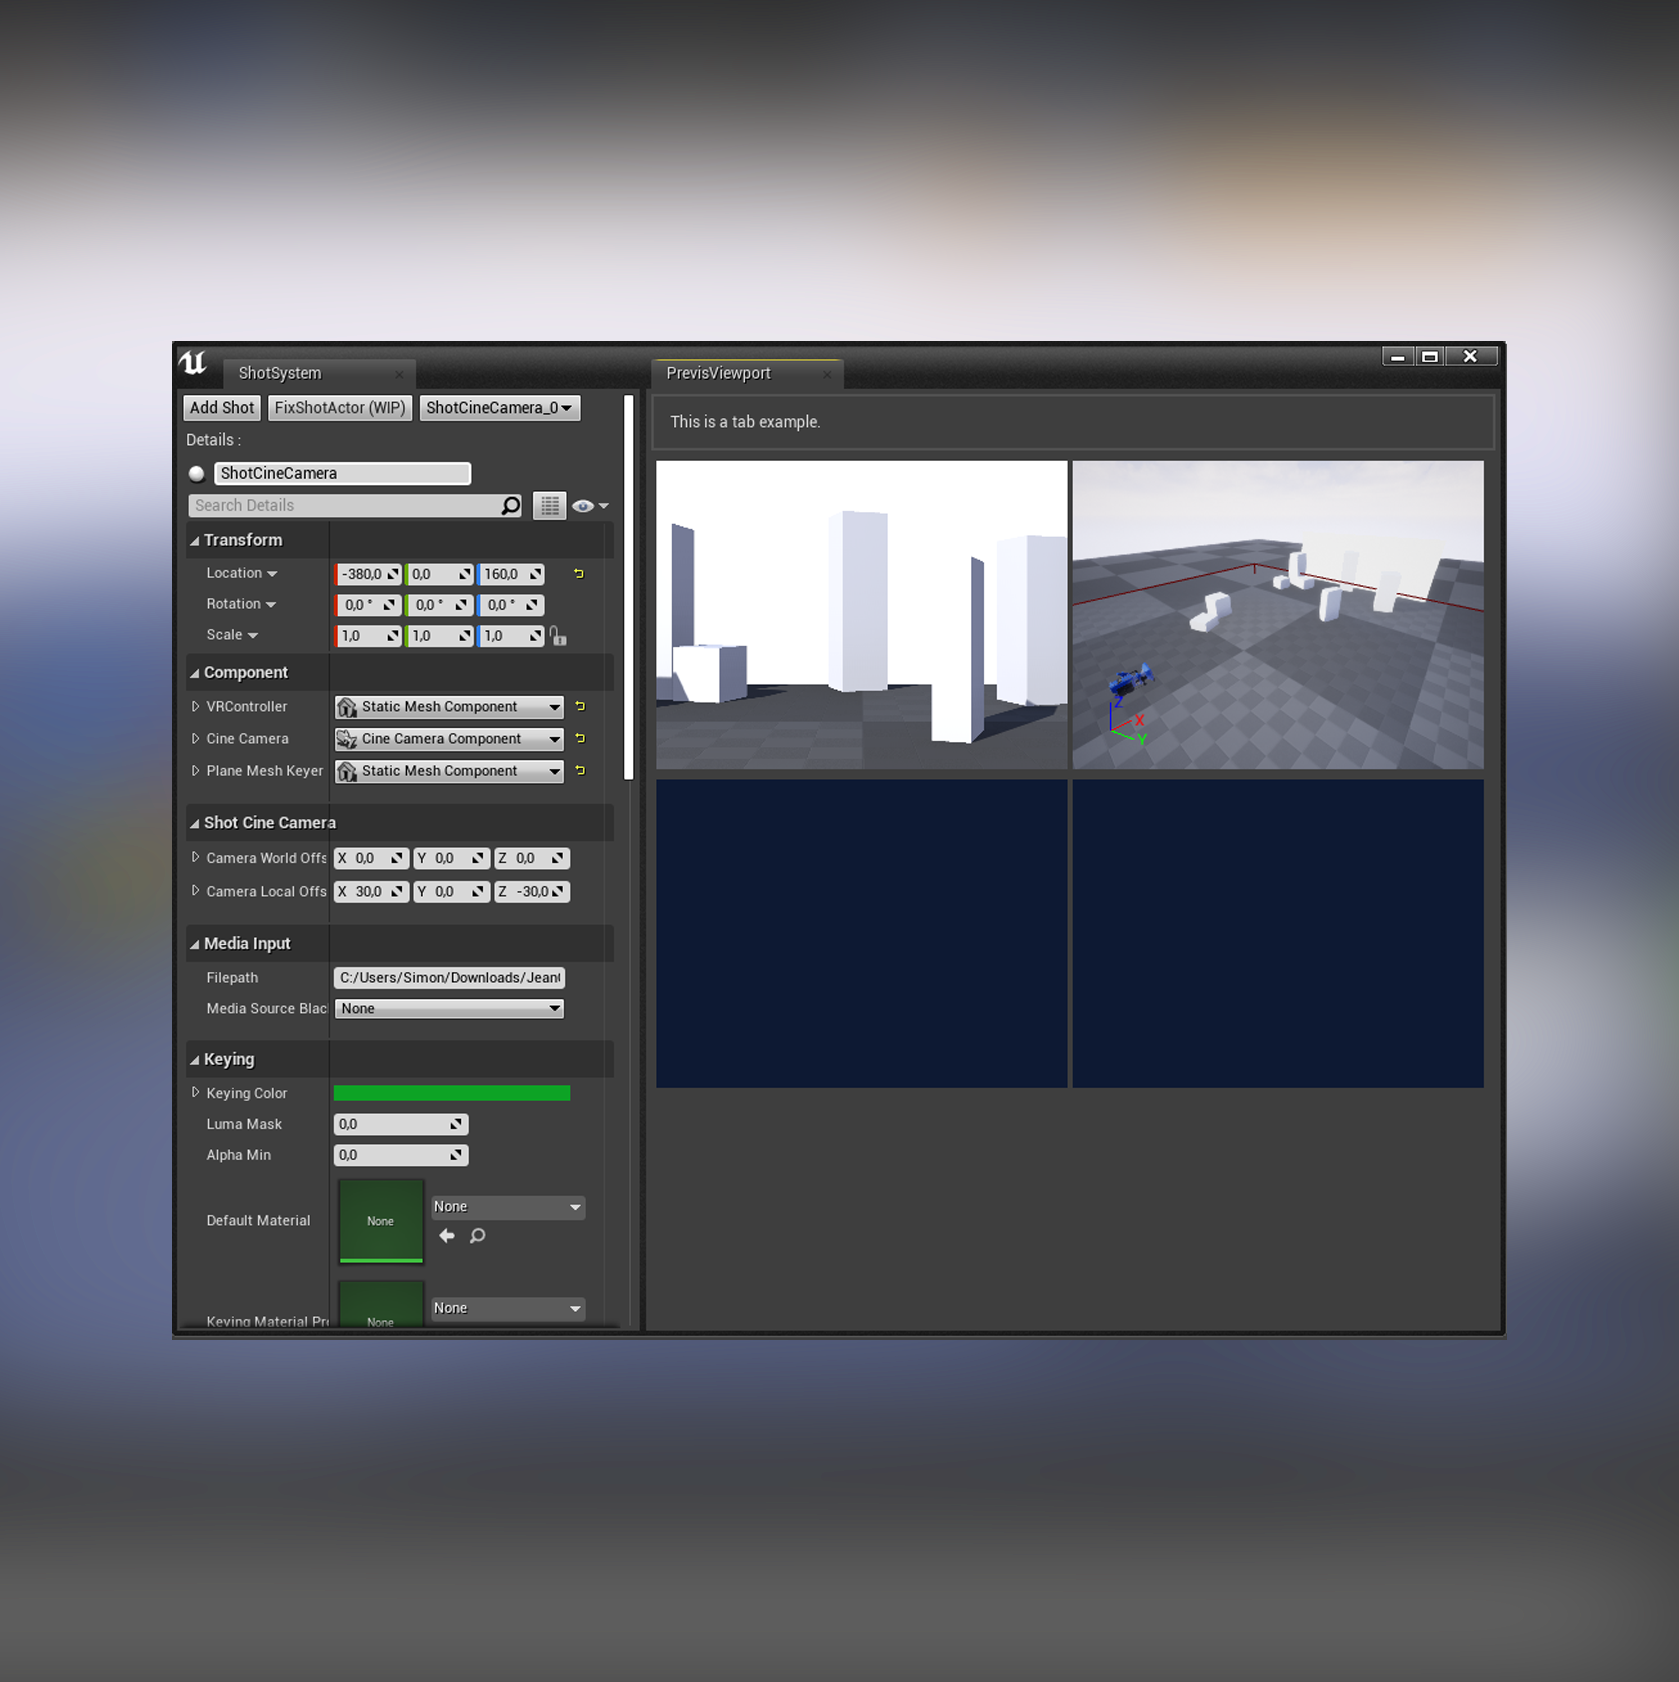 ShotSystem
PrevisViewport
Add Shot
FixShotActor (WIP)
ShotCineCamera_0
This is a tab example.
Details :
ShotCineCamera
Search Details
Transform
Location -380,0 0,0 160,0
Rotation 0,0 ° 0,0 ° 0,0 °
Scale 1,0 1,0 1,0
Component
VRController Static Mesh Component
Cine Camera Cine Camera Component
Plane Mesh Keyer Static Mesh Component
Shot Cine Camera
Camera World Offs X 0,0 Y 0,0 Z 0,0
Camera Local Offs X 30,0 Y 0,0 Z -30,0
Media Input
Filepath C:/Users/Simon/Downloads/Jean
Media Source Blac None
Keying
Keying Color
Luma Mask 0,0
Alpha Min 0,0
Default Material None None
Keying Material Pr None None
Z
X
Y